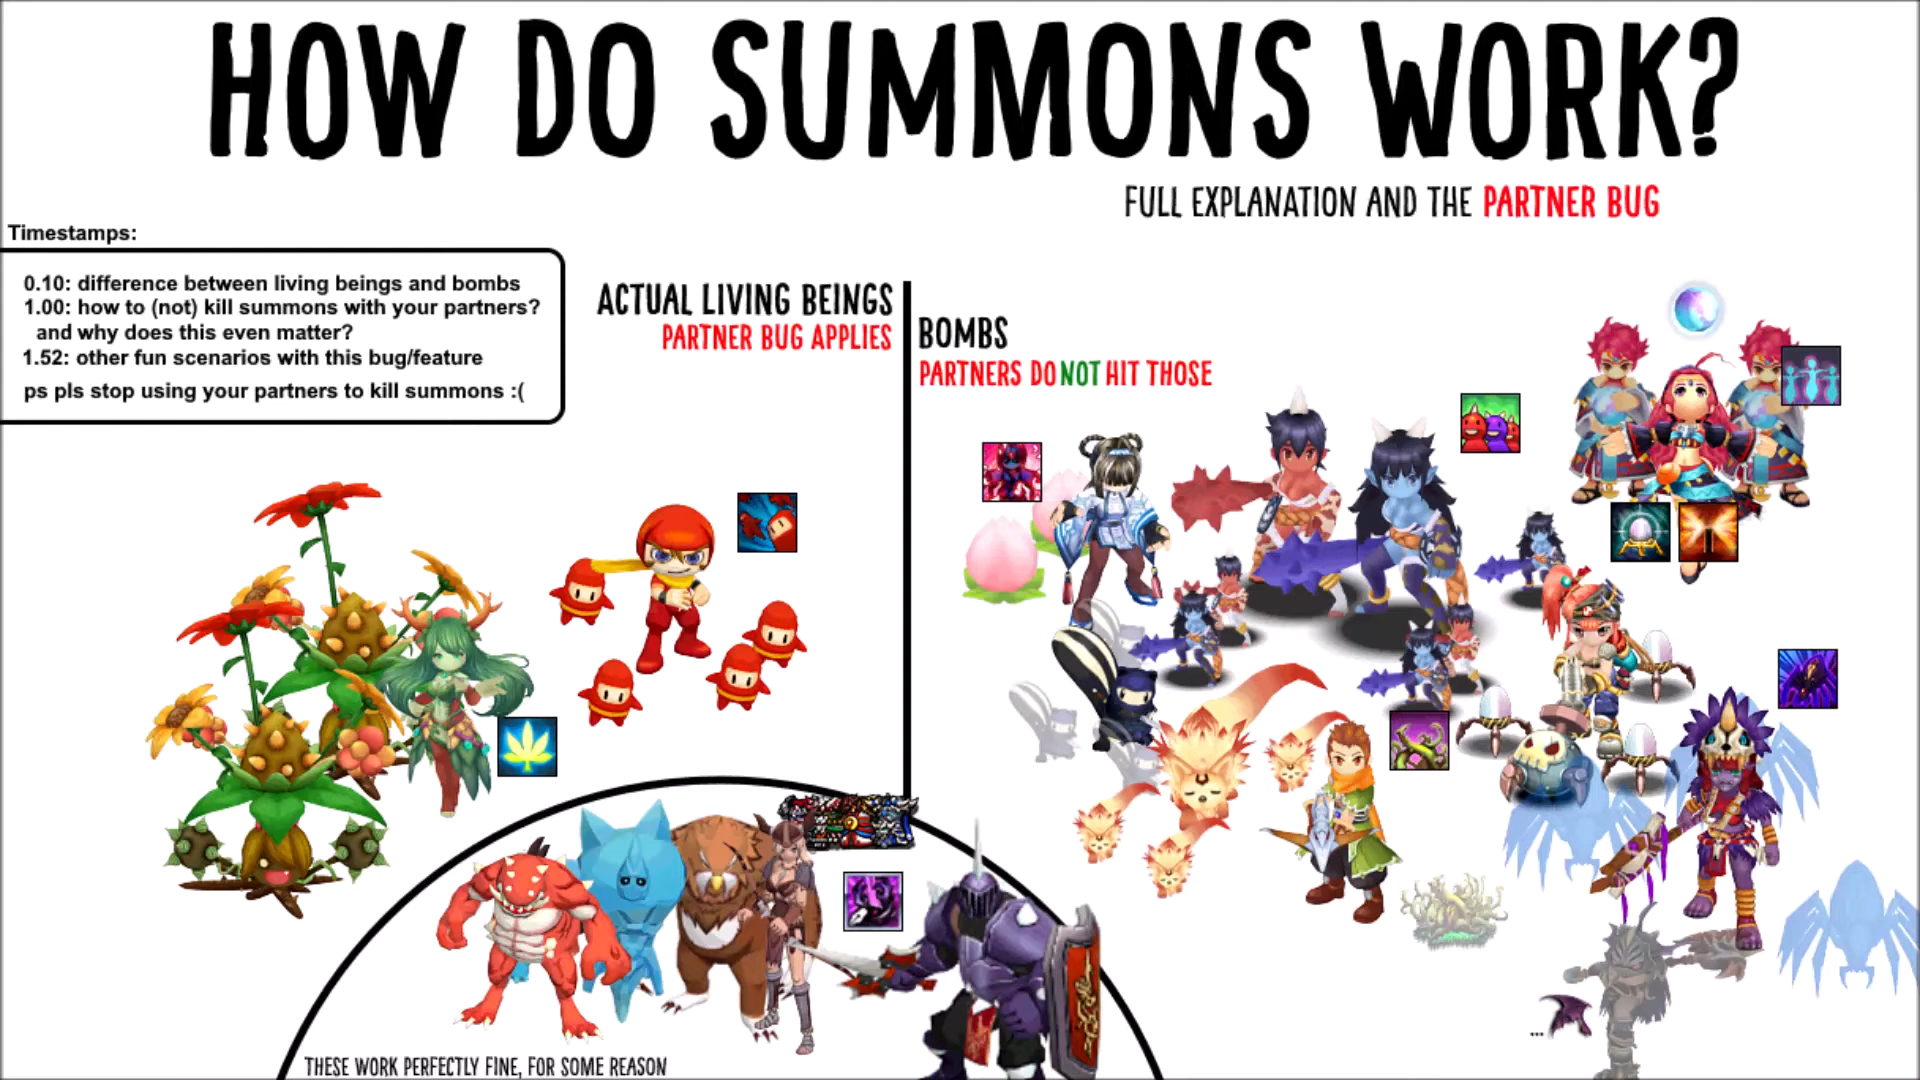 HOW DO SUMMONS WORK?
FULL EXPLANATION AND THE PARTNER BUG
Timestamps:
0.10: difference between living beings and bombs
1.00: how to (not) kill summons with your partners?
and why does this even matter?
1.52: other fun scenarios with this bug/feature
ps pls stop using your partners to kill summons :(
ACTUAL LIVING BEINGS
PARTNER BUG APPLIES
BOMBS
PARTNERS DO NOT HIT THOSE
THESE WORK PERFECTLY FINE, FOR SOME REASON
...